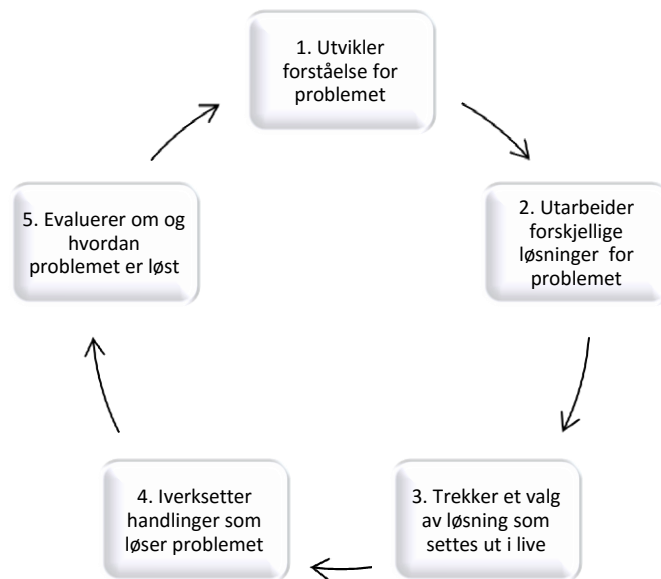 1. Utvikler
forståelse for
problemet
2. Utarbeider
forskjellige
løsninger for
problemet
3. Trekker et valg
av løsning som
settes ut i live
4. Iverksetter
handlinger som
løser problemet
5. Evaluerer om og
hvordan
problemet er løst